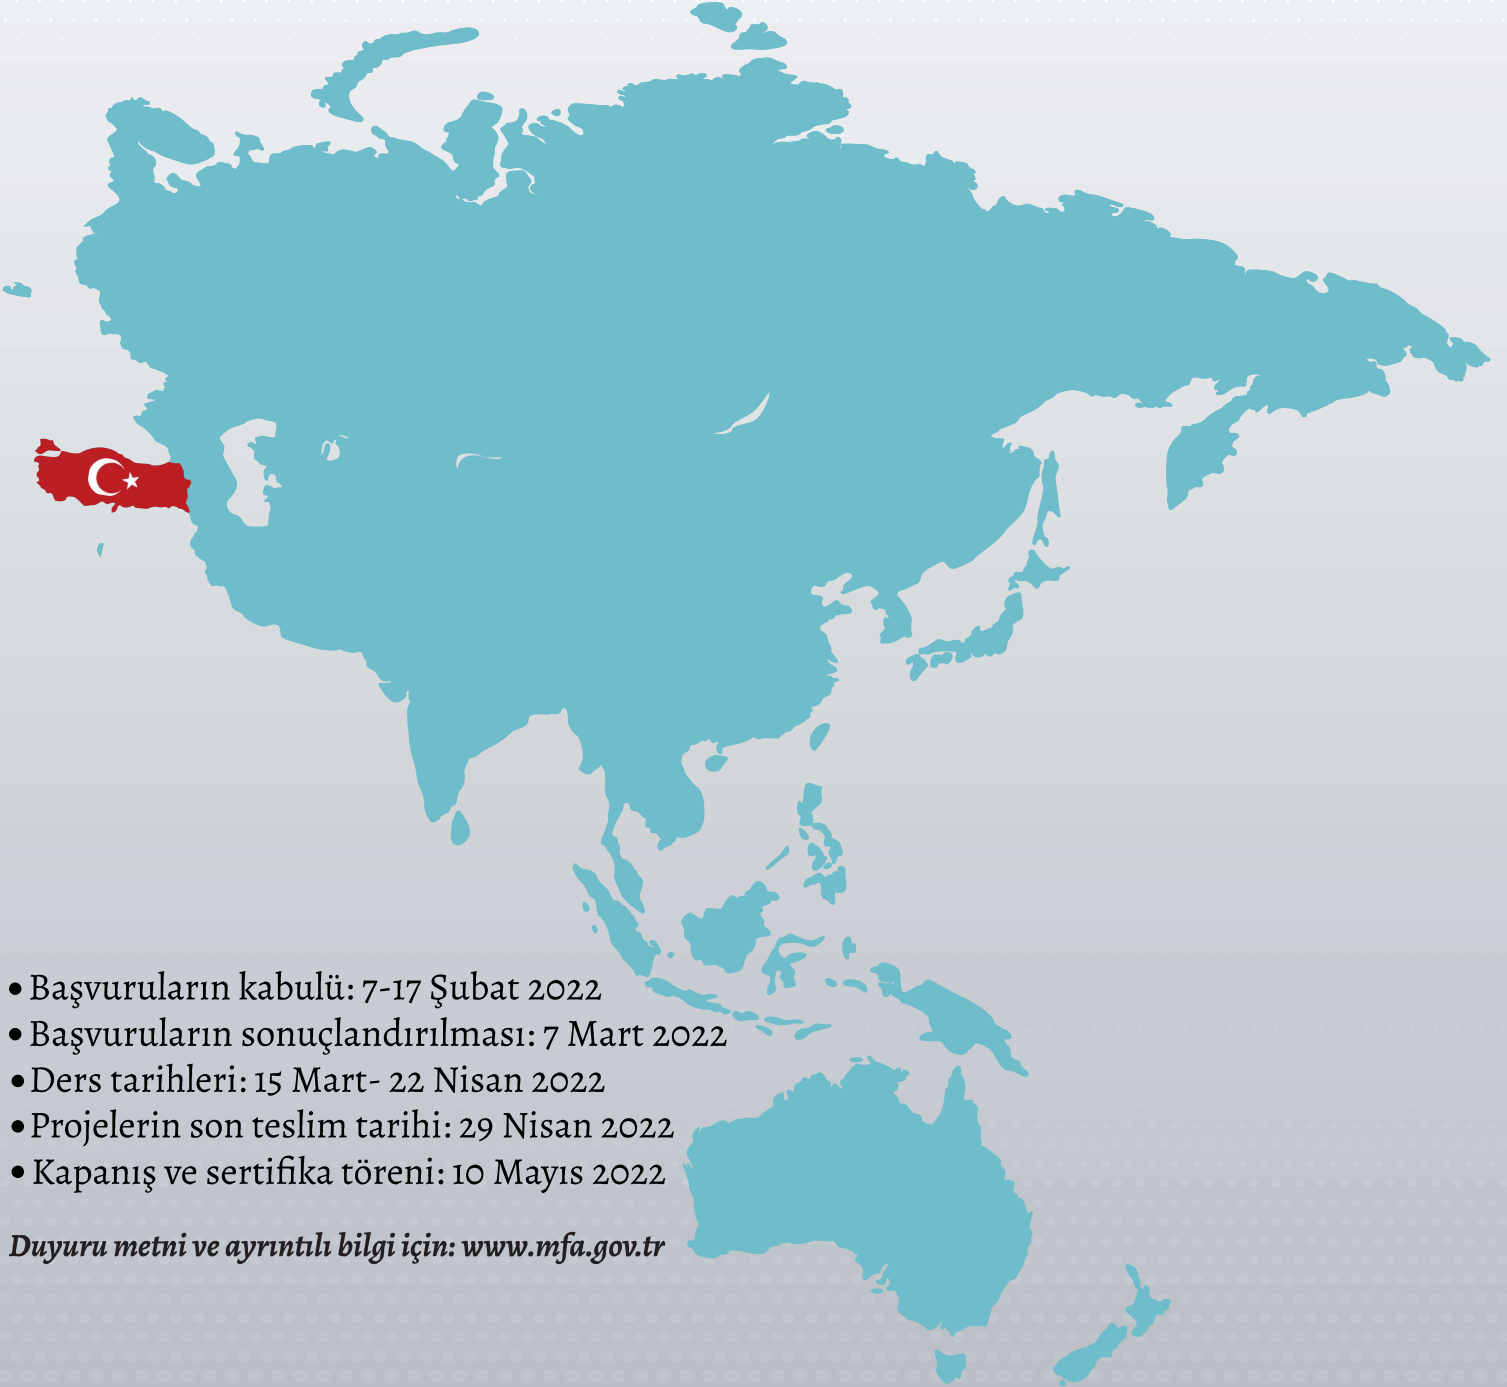 • Başvuruların kabulü: 7-17 Şubat 2022
• Başvuruların sonuçlandırılması: 7 Mart 2022
• Ders tarihleri: 15 Mart- 22 Nisan 2022
• Projelerin son teslim tarihi: 29 Nisan 2022
• Kapanış ve sertifika töreni: 10 Mayıs 2022
Duyuru metni ve ayrıntılı bilgi için: www.mfa.gov.tr